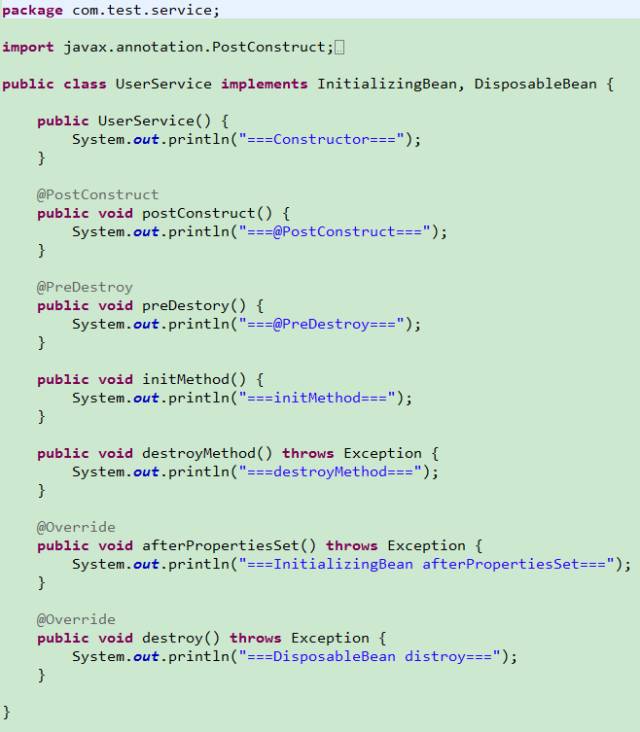 package com.test.service;
import javax.annotation.PostConstruct;
public class UserService implements InitializingBean, DisposableBean {
public UserService() {
System.out.println("===Constructor===");
}
@PostConstruct
public void postConstruct() {
System.out.println("===@PostConstruct===");
}
@PreDestroy
public void preDestory() {
System.out.println("===@PreDestroy===");
}
public void initMethod() {
System.out.println("===initMethod===");
}
public void destroyMethod() throws Exception {
System.out.println("===destroyMethod===");
}
@Override
public void afterPropertiesSet() throws Exception {
System.out.println("===InitializingBean afterPropertiesSet===");
}
@Override
public void destroy() throws Exception {
System.out.println("===DisposableBean distroy===");
}
}